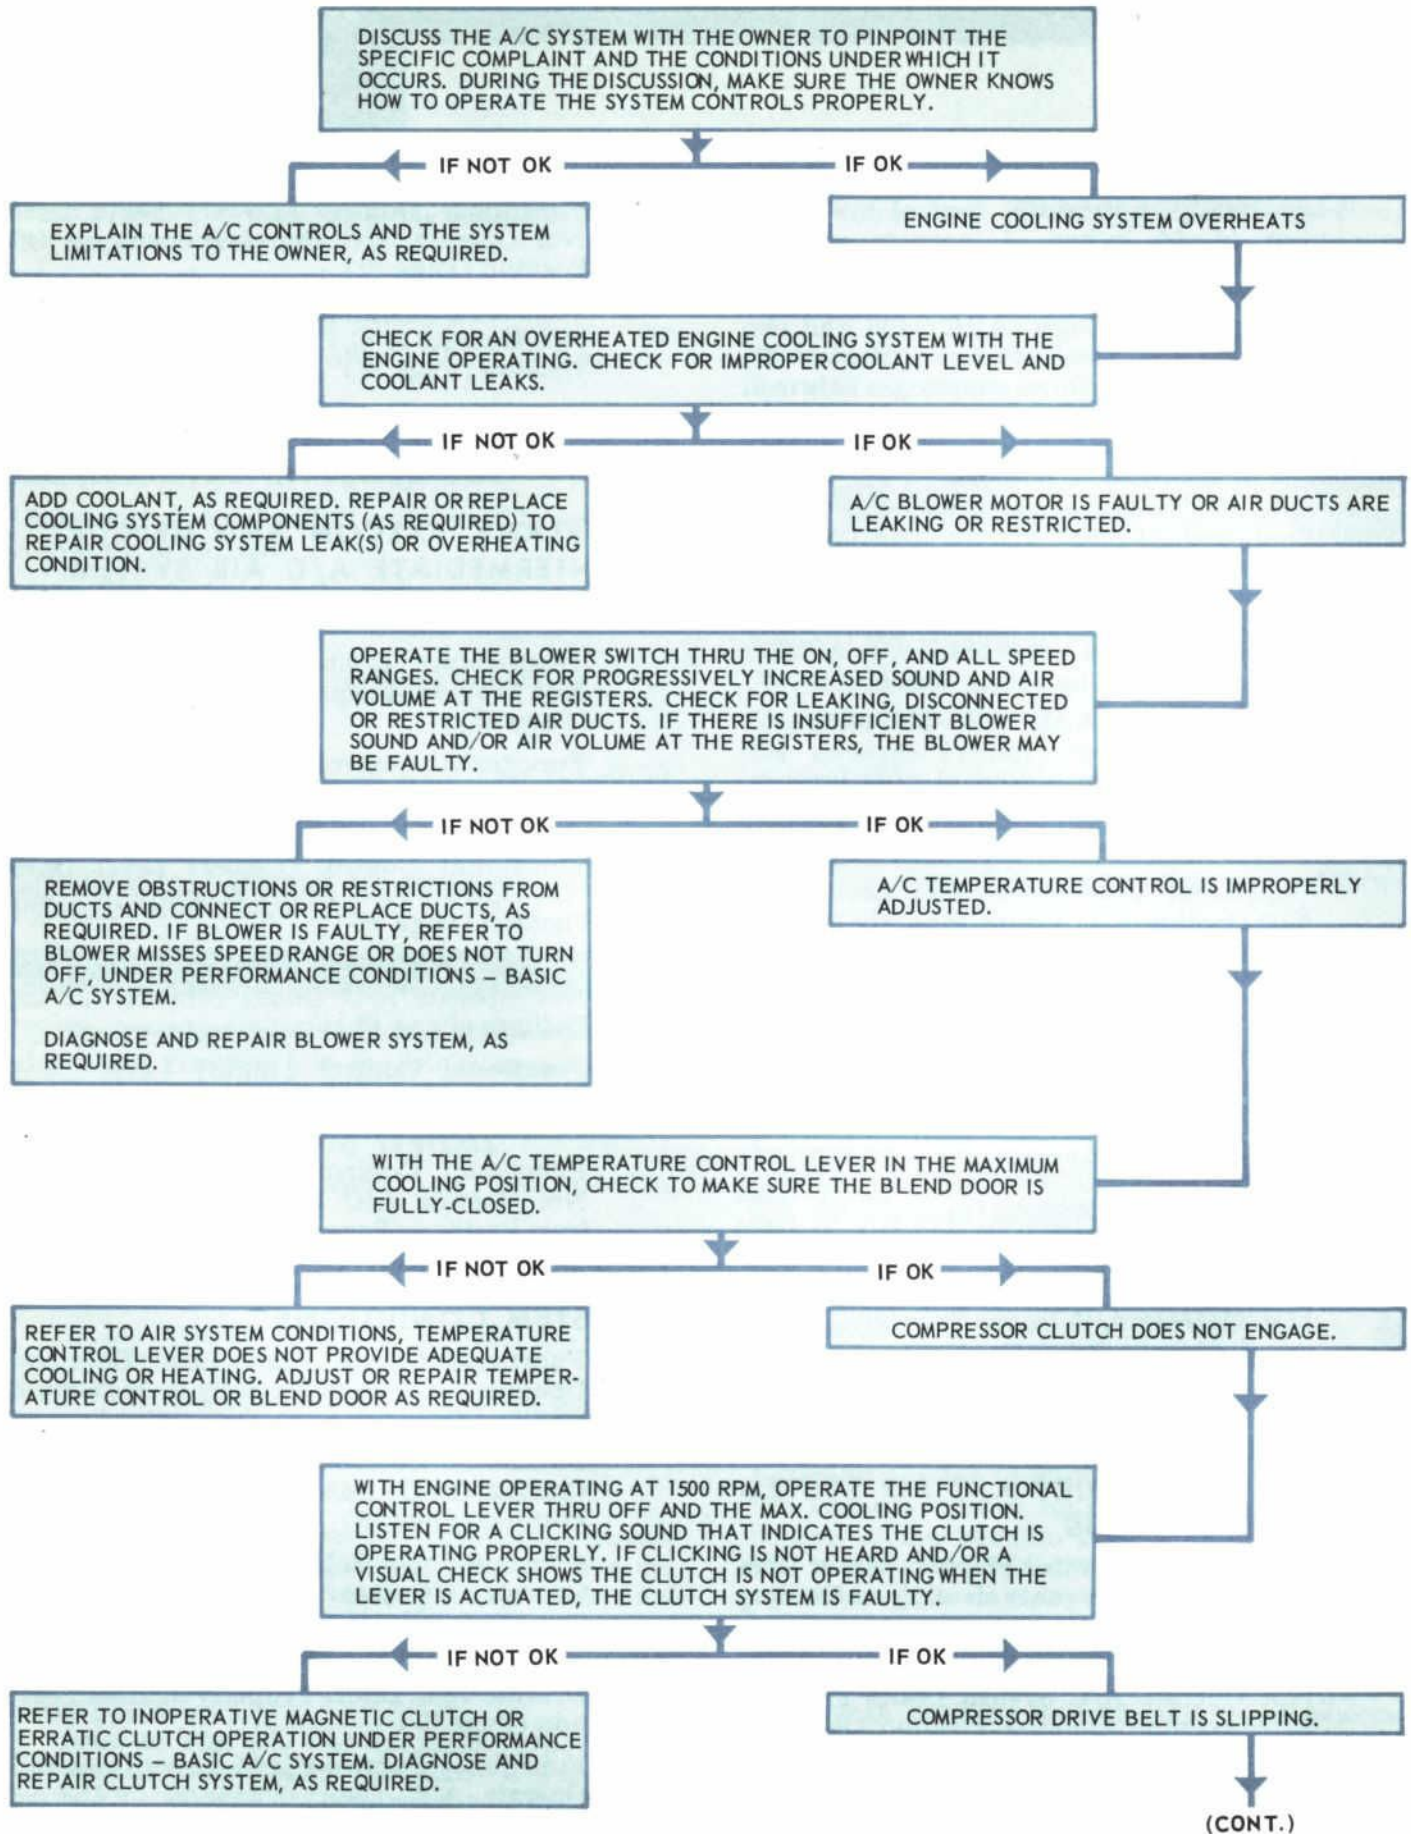 DISCUSS THE A/C SYSTEM WITH THE OWNER TO PINPOINT THE
SPECIFIC COMPLAINT AND THE CONDITIONS UNDER WHICH IT
OCCURS. DURING THE DISCUSSION, MAKE SURE THE OWNER KNOWS
HOW TO OPERATE THE SYSTEM CONTROLS PROPERLY.
IF NOT OK
IF OK
EXPLAIN THE A/C CONTROLS AND THE SYSTEM
LIMITATIONS TO THE OWNER, AS REQUIRED.
ENGINE COOLING SYSTEM OVERHEATS
CHECK FOR AN OVERHEATED ENGINE COOLING SYSTEM WITH THE
ENGINE OPERATING. CHECK FOR IMPROPER COOLANT LEVEL AND
COOLANT LEAKS.
IF NOT OK
IF OK
ADD COOLANT, AS REQUIRED. REPAIR OR REPLACE
COOLING SYSTEM COMPONENTS (AS REQUIRED) TO
REPAIR COOLING SYSTEM LEAK(S) OR OVERHEATING
CONDITION.
A/C BLOWER MOTOR IS FAULTY OR AIR DUCTS ARE
LEAKING OR RESTRICTED.
OPERATE THE BLOWER SWITCH THRU THE ON, OFF, AND ALL SPEED
RANGES. CHECK FOR PROGRESSIVELY INCREASED SOUND AND AIR
VOLUME AT THE REGISTERS. CHECK FOR LEAKING, DISCONNECTED
OR RESTRICTED AIR DUCTS. IF THERE IS INSUFFICIENT BLOWER
SOUND AND/OR AIR VOLUME AT THE REGISTERS, THE BLOWER MAY
BE FAULTY.
IF NOT OK
IF OK
REMOVE OBSTRUCTIONS OR RESTRICTIONS FROM
DUCTS AND CONNECT OR REPLACE DUCTS, AS
REQUIRED. IF BLOWER IS FAULTY, REFER TO
BLOWER MISSES SPEED RANGE OR DOES NOT TURN
OFF, UNDER PERFORMANCE CONDITIONS – BASIC
A/C SYSTEM.
DIAGNOSE AND REPAIR BLOWER SYSTEM, AS
REQUIRED.
A/C TEMPERATURE CONTROL IS IMPROPERLY
ADJUSTED.
WITH THE A/C TEMPERATURE CONTROL LEVER IN THE MAXIMUM
COOLING POSITION, CHECK TO MAKE SURE THE BLEND DOOR IS
FULLY-CLOSED.
IF NOT OK
IF OK
REFER TO AIR SYSTEM CONDITIONS, TEMPERATURE
CONTROL LEVER DOES NOT PROVIDE ADEQUATE
COOLING OR HEATING. ADJUST OR REPAIR TEMPER-
ATURE CONTROL OR BLEND DOOR AS REQUIRED.
COMPRESSOR CLUTCH DOES NOT ENGAGE.
WITH ENGINE OPERATING AT 1500 RPM, OPERATE THE FUNCTIONAL
CONTROL LEVER THRU OFF AND THE MAX. COOLING POSITION.
LISTEN FOR A CLICKING SOUND THAT INDICATES THE CLUTCH IS
OPERATING PROPERLY. IF CLICKING IS NOT HEARD AND/OR A
VISUAL CHECK SHOWS THE CLUTCH IS NOT OPERATING WHEN THE
LEVER IS ACTUATED, THE CLUTCH SYSTEM IS FAULTY.
IF NOT OK
IF OK
REFER TO INOPERATIVE MAGNETIC CLUTCH OR
ERRATIC CLUTCH OPERATION UNDER PERFORMANCE
CONDITIONS – BASIC A/C SYSTEM. DIAGNOSE AND
REPAIR CLUTCH SYSTEM, AS REQUIRED.
COMPRESSOR DRIVE BELT IS SLIPPING.
(CONT.)